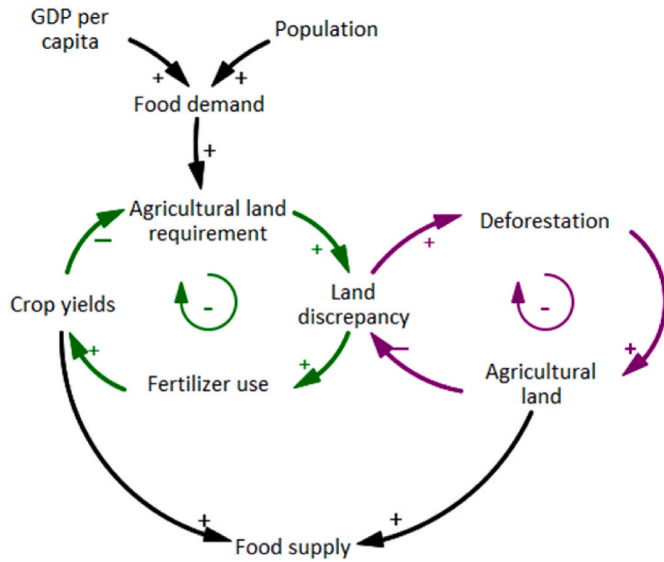 GDP per
capita
Population
+
+
Food demand
+
Agricultural land
requirement
Deforestation
–
+
+
Crop yields
-
Land
discrepancy
-
+
+
–
+
Fertilizer use
Agricultural
land
+
+
Food supply